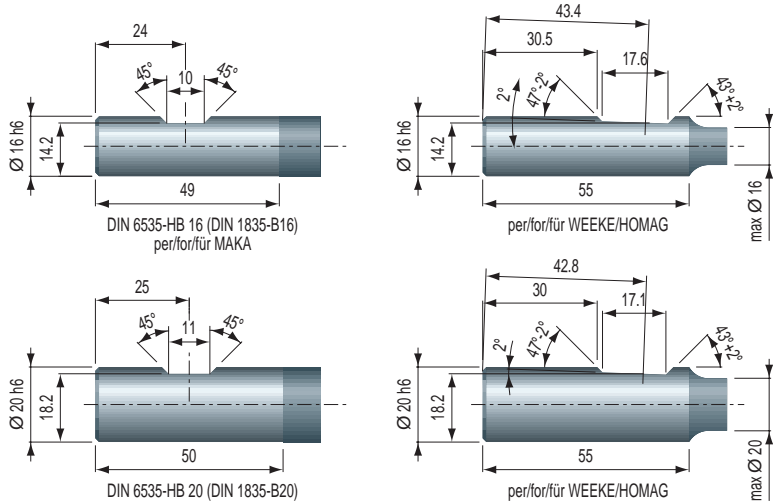 24
45°
10
45°
Ø 16 h6
14.2
49
DIN 6535-HB 16 (DIN 1835-B16)
per/for/für MAKA
43.4
30.5
17.6
2°
47°-2°
43°+2°
Ø 16 h6
14.2
55
max Ø 16
per/for/für WEEKE/HOMAG
25
45°
11
45°
Ø 20 h6
18.2
50
DIN 6535-HB 20 (DIN 1835-B20)
42.8
30
17.1
2°
47°-2°
43°+2°
Ø 20 h6
18.2
55
max Ø 20
per/for/für WEEKE/HOMAG